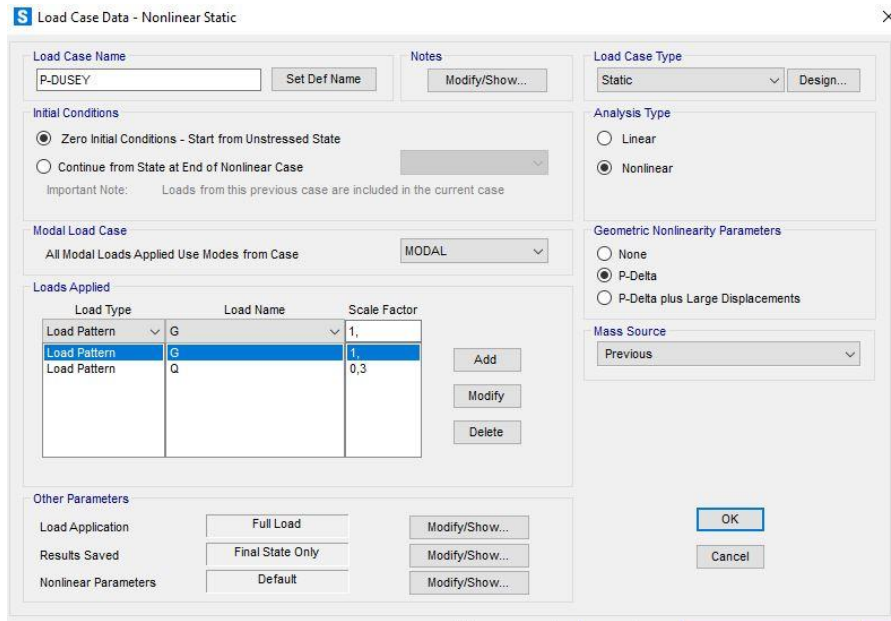 S Load Case Data - Nonlinear Static
Load Case Name
P-DUSEY
Set Def Name
Notes
Modify/Show...
Load Case Type
Static
Design...
Initial Conditions
Zero Initial Conditions - Start from Unstressed State
Continue from State at End of Nonlinear Case
Important Note: Loads from this previous case are included in the current case
Analysis Type
Linear
Nonlinear
Modal Load Case
All Modal Loads Applied Use Modes from Case
MODAL
Geometric Nonlinearity Parameters
None
P-Delta
P-Delta plus Large Displacements
Loads Applied
Load Type Load Name Scale Factor
Load Pattern G 1,
Load Pattern G 1,
Load Pattern Q 0,3
Add
Modify
Delete
Mass Source
Previous
Other Parameters
Load Application Full Load Modify/Show...
Results Saved Final State Only Modify/Show...
Nonlinear Parameters Default Modify/Show...
OK
Cancel